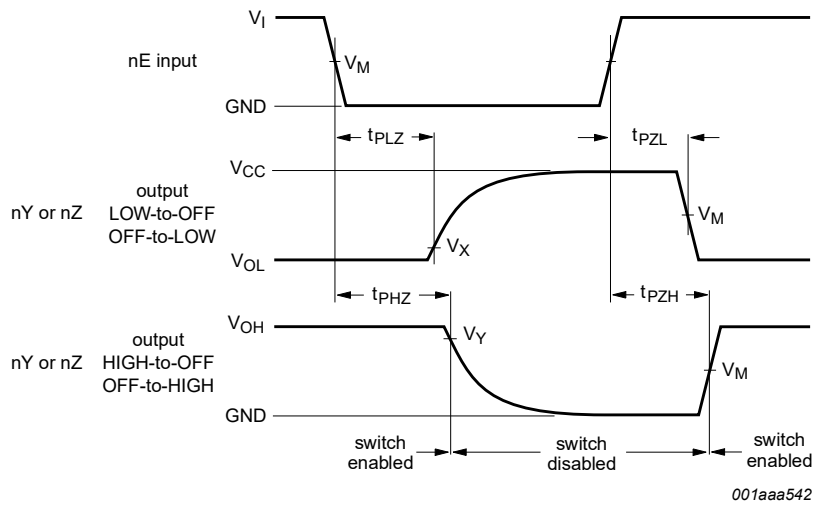 VI
nE input
VM
GND
tPLZ
tPZL
VCC
nY or nZ
output
LOW-to-OFF
OFF-to-LOW
VM
VX
VOL
tPHZ
tPZH
VOH
nY or nZ
output
HIGH-to-OFF
OFF-to-HIGH
VY
VM
GND
switch
enabled
switch
disabled
switch
enabled
001aaa542